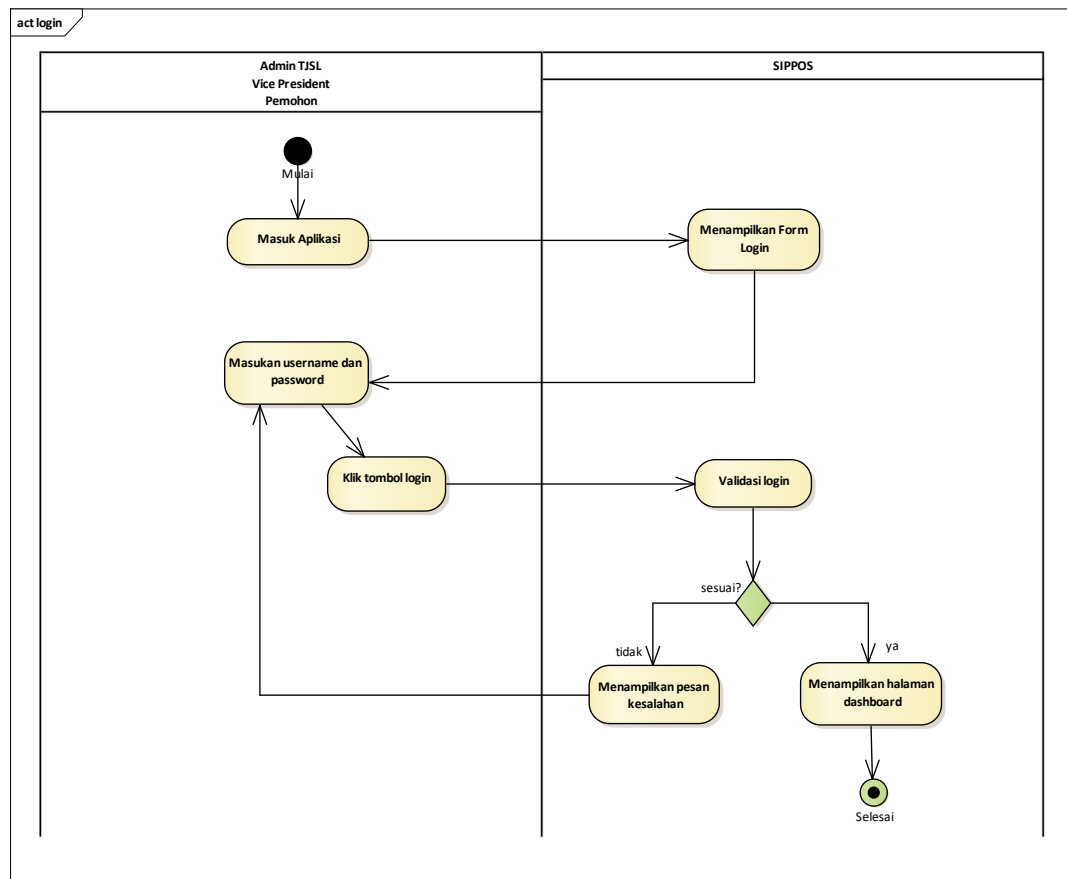 act login
Admin TJSL
Vice President
Pemohon
SIPPOS
Mulai
Masuk Aplikasi
Menampilkan Form
Login
Masukan username dan
password
Klik tombol login
Validasi login
sesuai?
tidak
ya
Menampilkan pesan
kesalahan
Menampilkan halaman
dashboard
Selesai